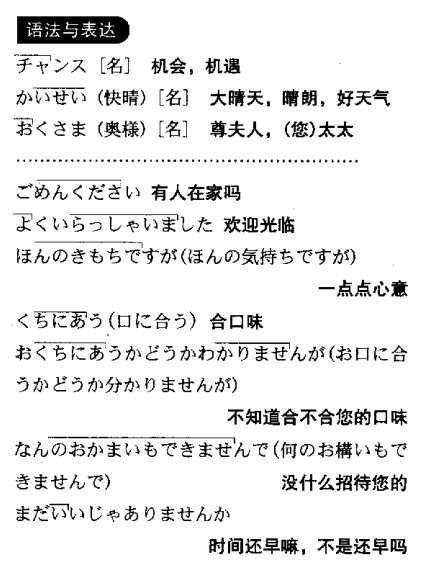 语法与表达
チャンス [名] 机会，机遇
かいせい (快晴) [名] 大晴天，晴朗，好天气
おくさま (奥様) [名] 尊夫人，(您)太太
ごめんください 有人在家吗
よくいらっしゃいました 欢迎光临
ほんのきもちですが(ほんの気持ちですが)
一点点心意
くちにあう(口に合う) 合口味
おくちにあうかどうかわかりませんが(お口に合
うかどうか分かりませんが)
不知道合不合您的口味
なんのおかまいもできませんで(何のお構いもで
きませんで) 没什么招待您的
まだいいじゃありませんか
时间还早嘛，不是还早吗